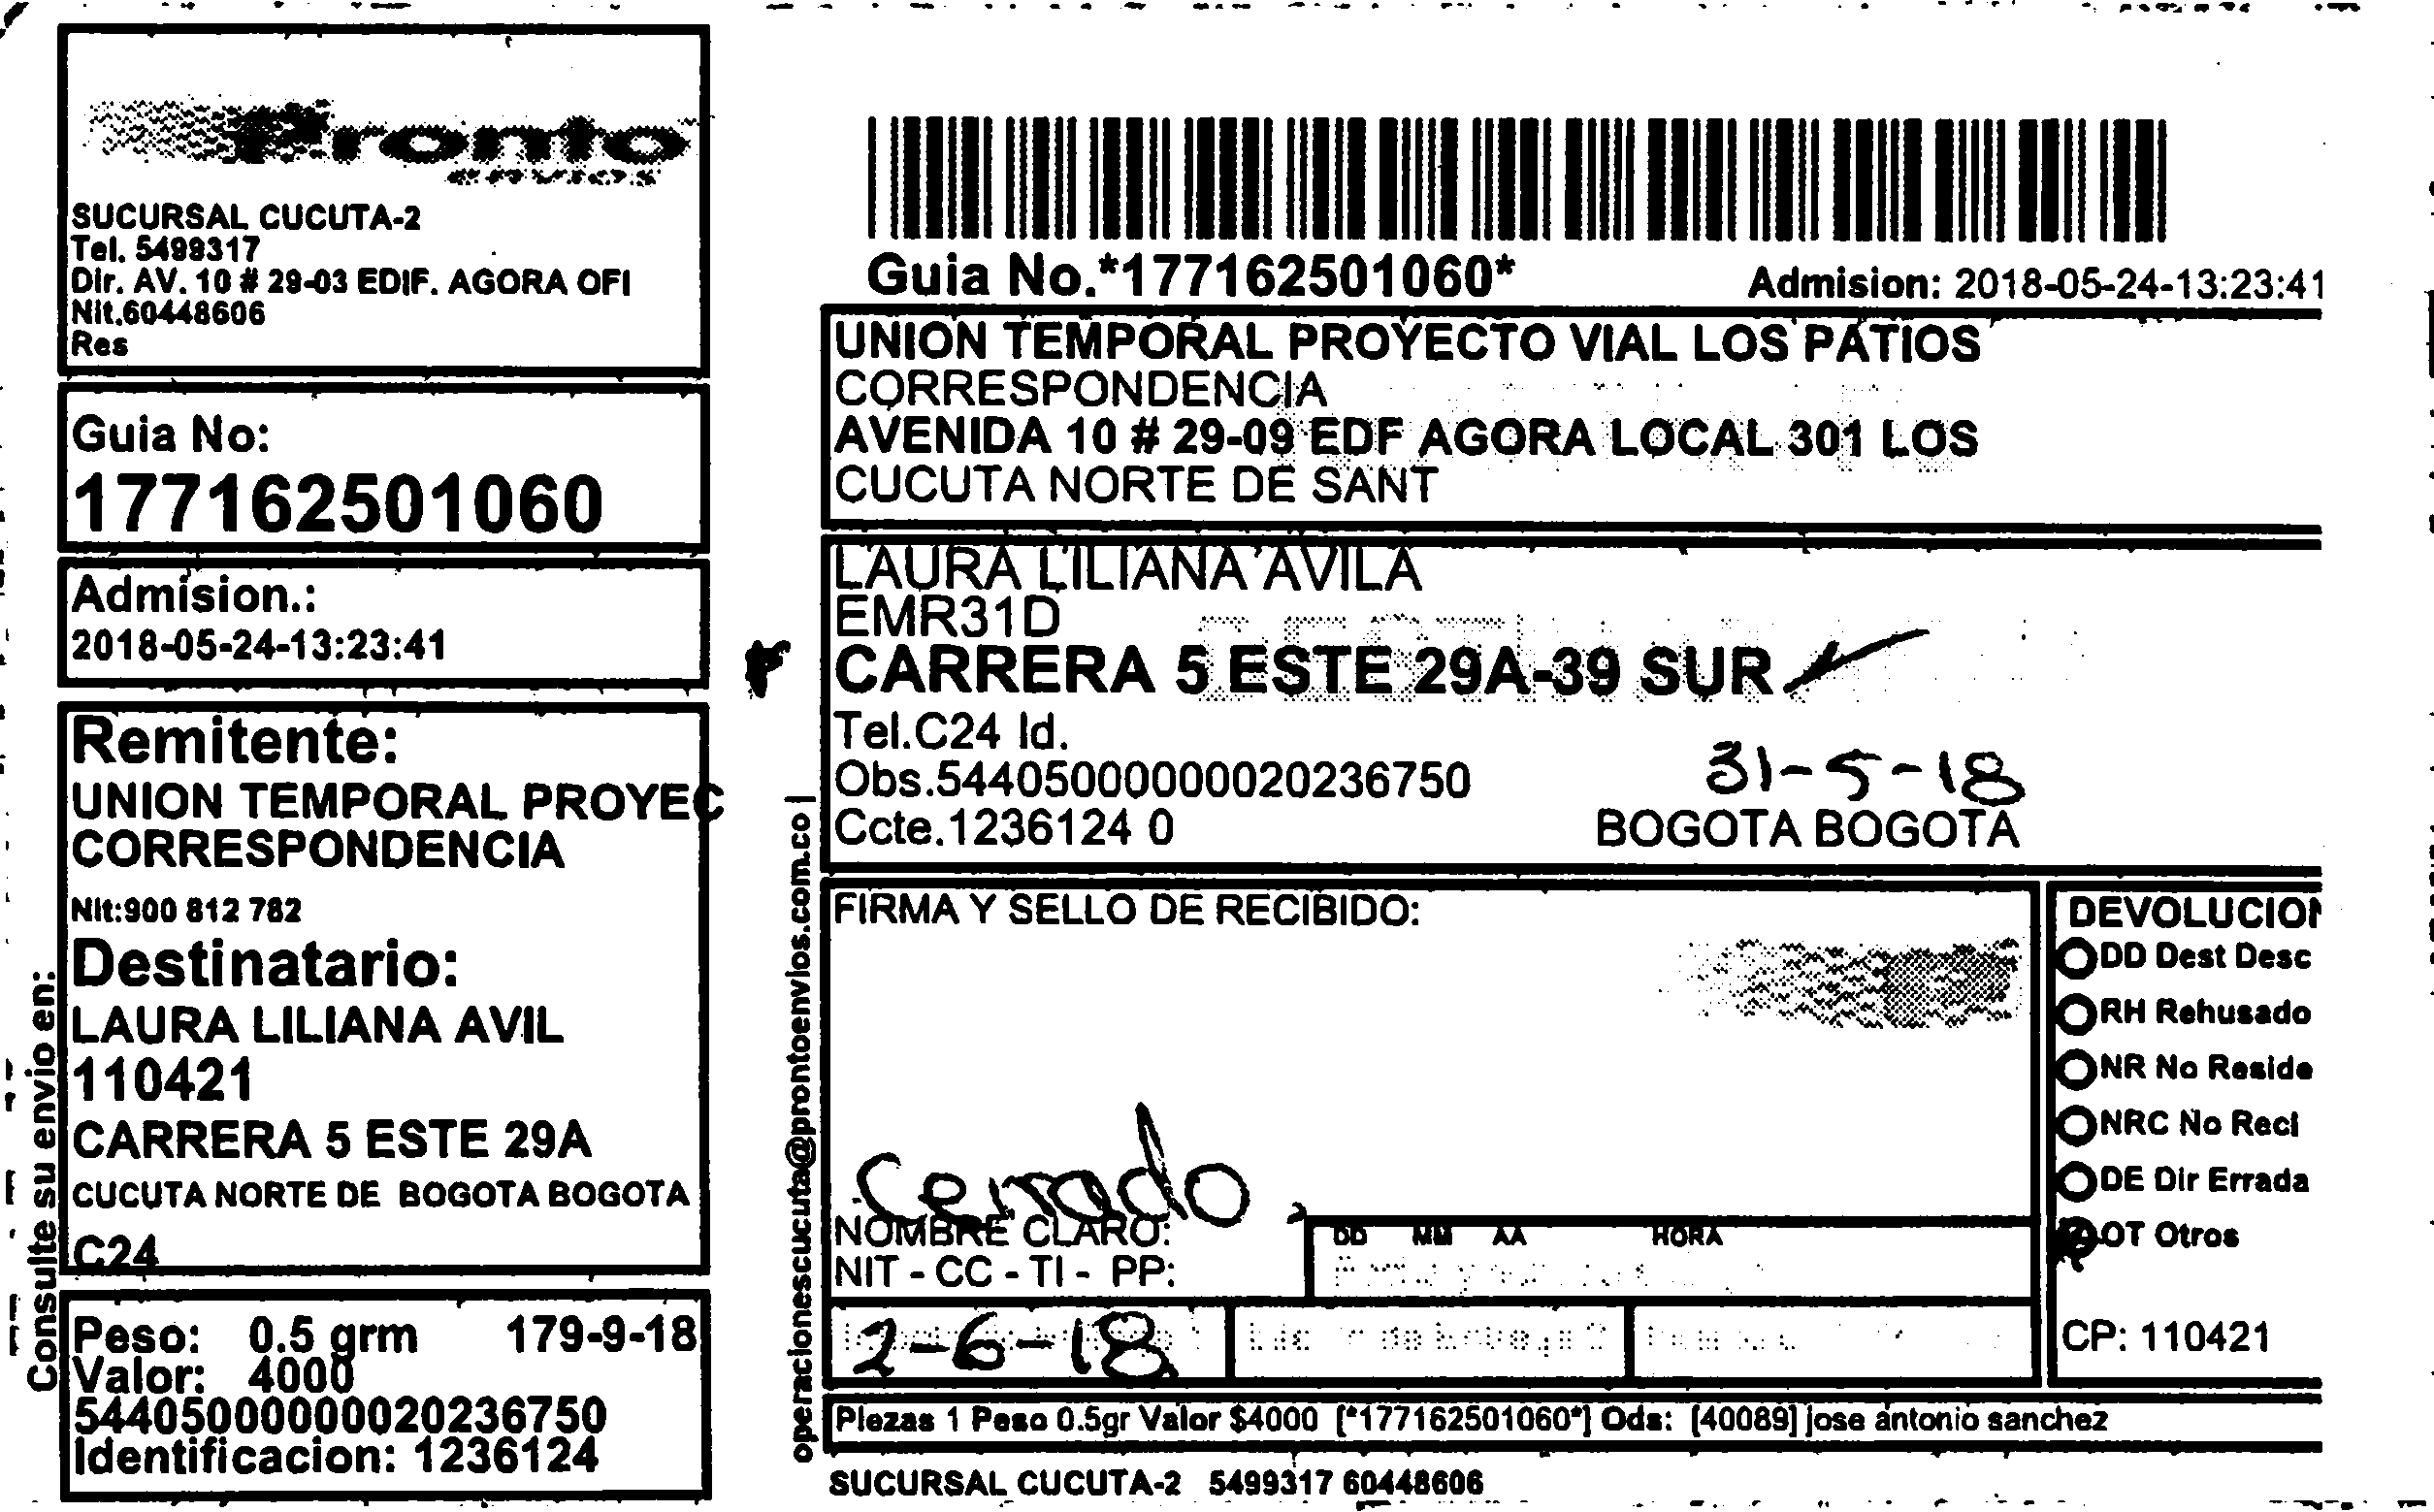 Pronto
envios
SUCURSAL CUCUTA-2
Tel. 5499317
Dir. AV. 10 # 29-03 EDIF. AGORA OFI
Nit.60448606
Res
Guia No:
177162501060
Admision.:
2018-05-24-13:23:41
Remitente:
UNION TEMPORAL PROYEC
CORRESPONDENCIA
Nit:900 812 782
Destinatario:
LAURA LILIANA AVIL
110421
CARRERA 5 ESTE 29A
CUCUTA NORTE DE BOGOTA BOGOTA
C24
Peso: 0.5 grm 179-9-18
Valor: 4000
544050000000020236750
Identificacion: 1236124
Consulte su envio en:
operacionescucuta@prontoenvios.com.co |
Guia No.*177162501060*
Admision: 2018-05-24-13:23:41
UNION TEMPORAL PROYECTO VIAL LOS PATIOS
CORRESPONDENCIA
AVENIDA 10 # 29-09 EDF AGORA LOCAL 301 LOS
CUCUTA NORTE DE SANT
LAURA LILIANA AVILA
EMR31D
CARRERA 5 ESTE 29A-39 SUR
Tel.C24 Id.
Obs.544050000000020236750
31-5-18
Ccte.1236124 0
BOGOTA BOGOTA
FIRMA Y SELLO DE RECIBIDO:
Cerrado
NOMBRE CLARO:
NIT - CC - TI - PP:
DD MM AA HORA
2-6-18
DEVOLUCION
DD Dest Desc
RH Rehusado
NR No Reside
NRC No Reci
DE Dir Errada
OT Otros
CP: 110421
Piezas 1 Peso 0.5gr Valor $4000 [*177162501060*] Ods: [40089] jose antonio sanchez
SUCURSAL CUCUTA-2 5499317 60448606